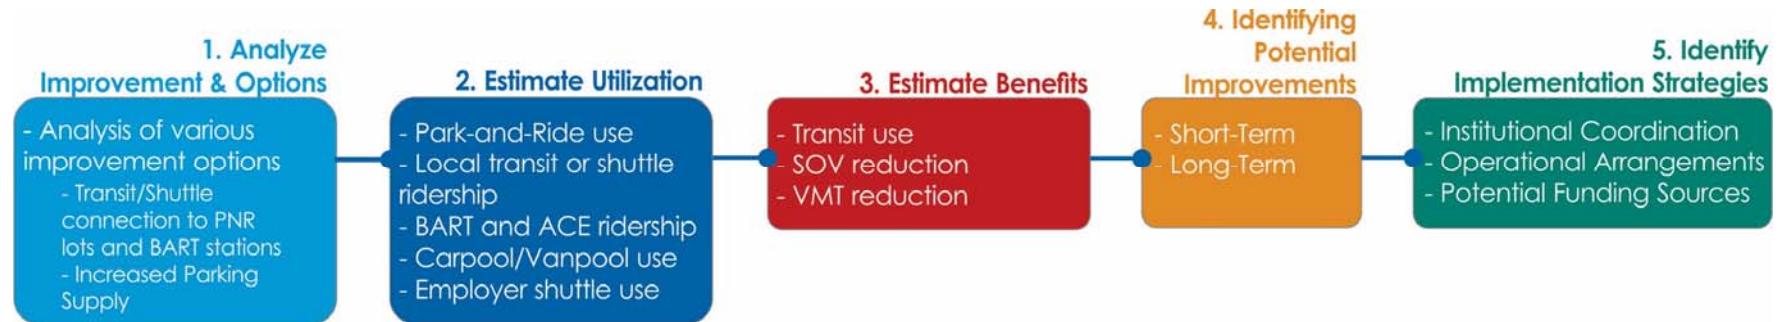 1. Analyze
Improvement & Options
- Analysis of various
improvement options
- Transit/Shuttle
connection to PNR
lots and BART stations
- Increased Parking
Supply
2. Estimate Utilization
- Park-and-Ride use
- Local transit or shuttle
ridership
- BART and ACE ridership
- Carpool/Vanpool use
- Employer shuttle use
3. Estimate Benefits
- Transit use
- SOV reduction
- VMT reduction
4. Identifying
Potential
Improvements
- Short-Term
- Long-Term
5. Identify
Implementation Strategies
- Institutional Coordination
- Operational Arrangements
- Potential Funding Sources